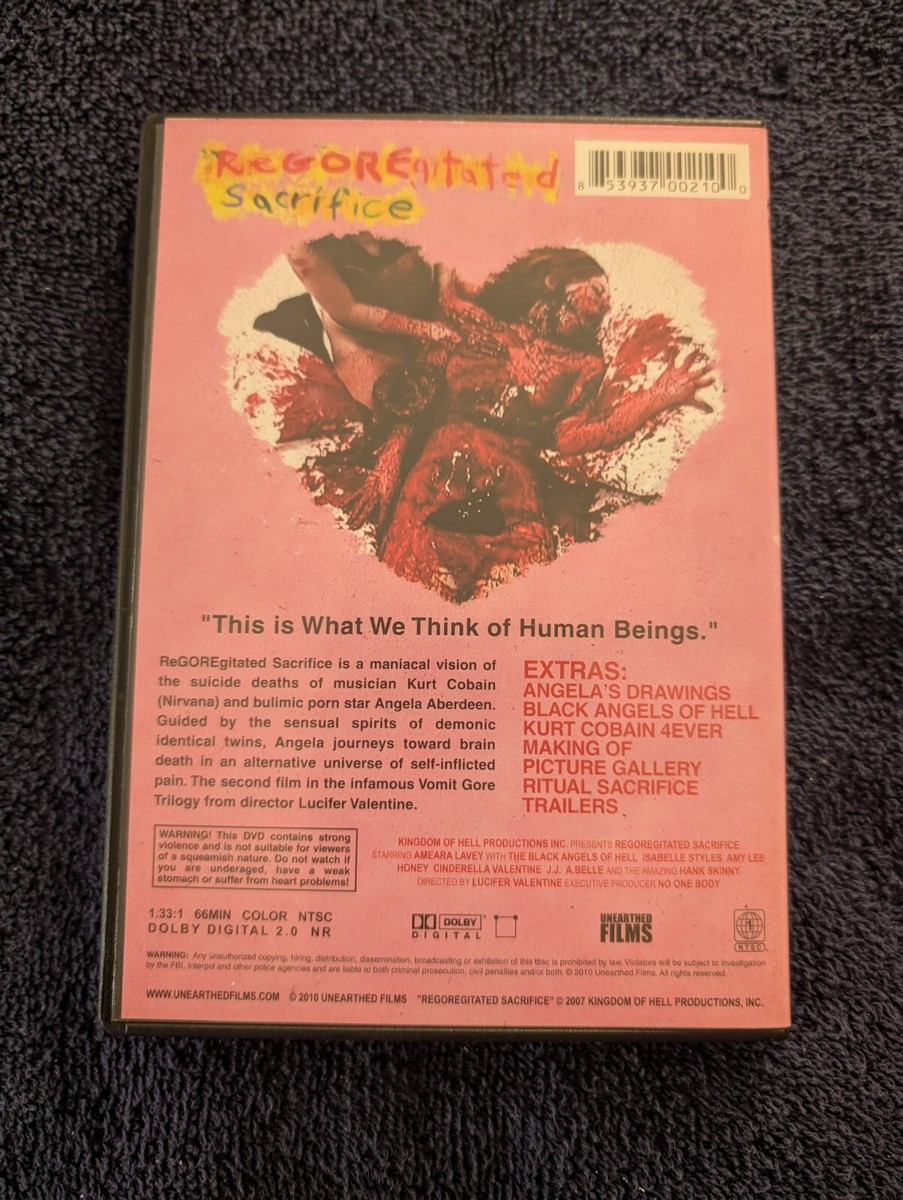 ReGOREgitated
Sacrifice
8 53937 00210 0
"This is What We Think of Human Beings."
ReGOREgitated Sacrifice is a maniacal vision of
the suicide deaths of musician Kurt Cobain
(Nirvana) and bulimic porn star Angela Aberdeen.
Guided by the sensual spirits of demonic
identical twins, Angela journeys toward brain
death in an alternative universe of self-inflicted
pain. The second film in the infamous Vomit Gore
Trilogy from director Lucifer Valentine.
EXTRAS:
ANGELA'S DRAWINGS
BLACK ANGELS OF HELL
KURT COBAIN 4EVER
MAKING OF
PICTURE GALLERY
RITUAL SACRIFICE
TRAILERS
WARNING! This DVD contains strong
violence and is not suitable for viewers
of a squeamish nature. Do not watch if
you are underaged, have a weak
stomach or suffer from heart problems!
KINGDOM OF HELL PRODUCTIONS INC. PRESENTS REGOREGITATED SACRIFICE
STARRING AMEARA LAVEY WITH THE BLACK ANGELS OF HELL ISABELLE STYLES AMY LEE
HONEY CINDERELLA VALENTINE J.J. A.BELLE AND THE AMAZING HANK SKINNY
DIRECTED BY LUCIFER VALENTINE EXECUTIVE PRODUCER NO ONE BODY
1.33:1 66MIN COLOR NTSC
DOLBY DIGITAL 2.0 NR
DOLBY
DIGITAL
UNEARTHED
FILMS
1
NTSC
WARNING: Any unauthorized copying, hiring, distribution, dissemination, broadcasting or exhibition of this disc is prohibited by law. Violators will be subject to investigation
by the FBI, Interpol and other police agencies and are liable to both criminal prosecution, civil penalties and/or both. © 2010 Unearthed Films. All rights reserved.
WWW.UNEARTHEDFILMS.COM © 2010 UNEARTHED FILMS "REGOREGITATED SACRIFICE" © 2007 KINGDOM OF HELL PRODUCTIONS, INC.